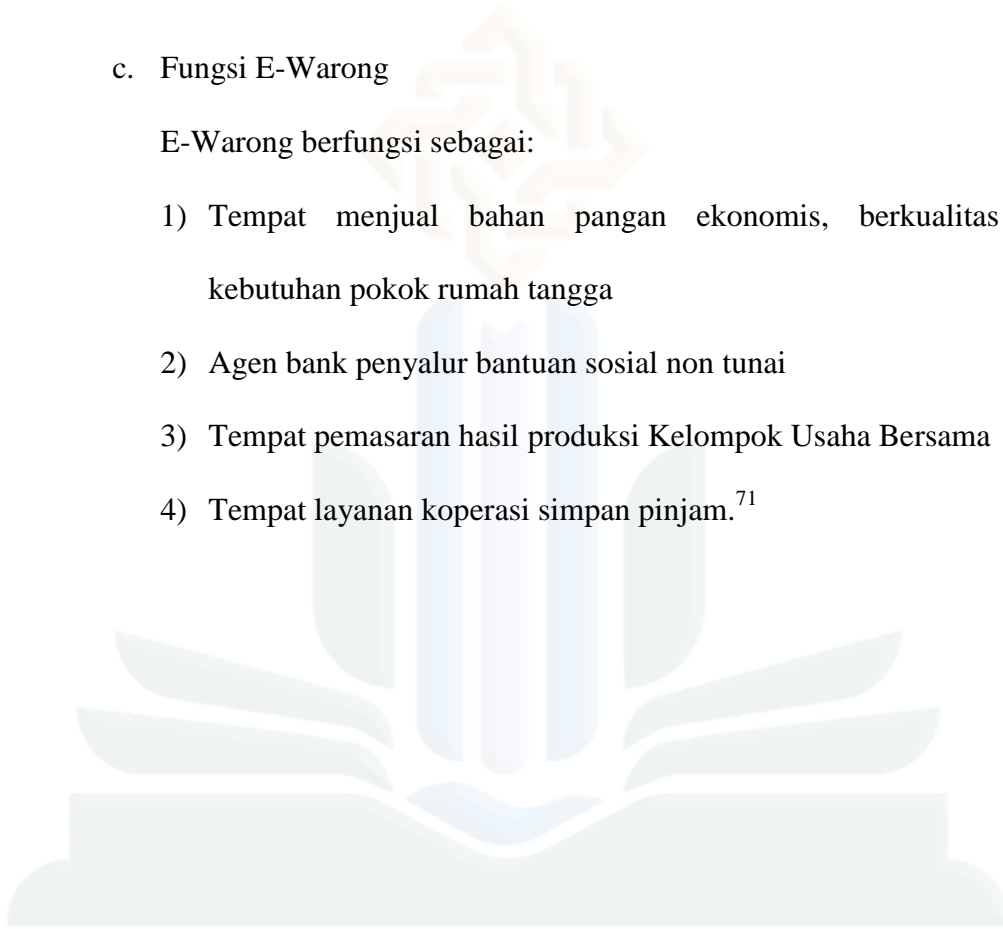 c. Fungsi E-Warong
E-Warong berfungsi sebagai:
1) Tempat menjual bahan pangan ekonomis, berkualitas
kebutuhan pokok rumah tangga
2) Agen bank penyalur bantuan sosial non tunai
3) Tempat pemasaran hasil produksi Kelompok Usaha Bersama
4) Tempat layanan koperasi simpan pinjam.71